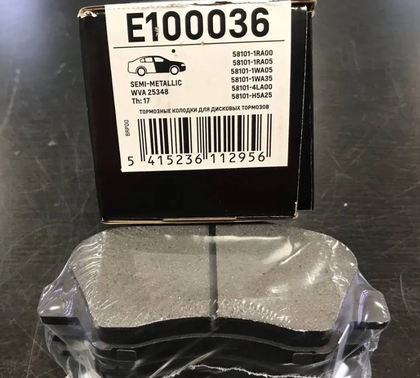 E100036
58101-1RA00
58101-1RA05
58101-1WA05
58101-1WA35
58101-4LA00
58101-H5A25
SEMI-METALLIC
WVA 25348
Th: 17
ТОРМОЗНЫЕ КОЛОДКИ ДЛЯ ДИСКОВЫХ ТОРМОЗОВ
BRP00
5 415236 112956